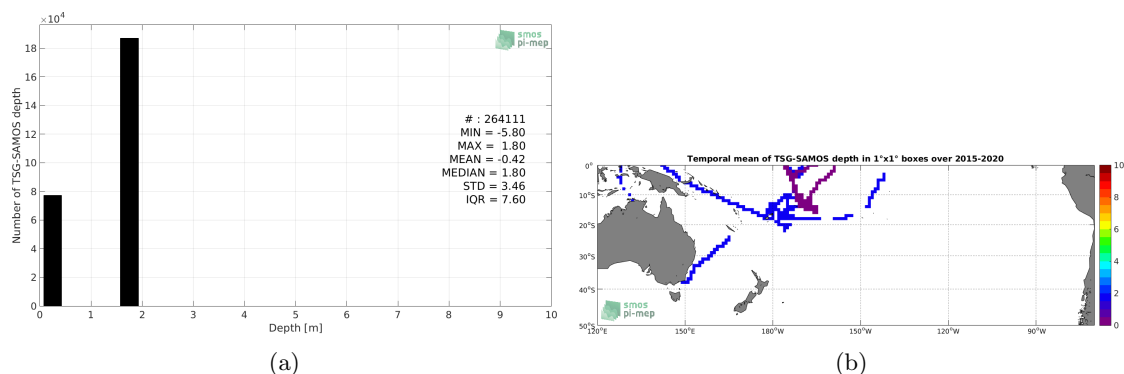 ×10⁴
smos
pi-mep
18
16
14
12
10
8
6
4
2
0
Number of TSG-SAMOS depth
# : 264111
MIN = -5.80
MAX = 1.80
MEAN = -0.42
MEDIAN = 1.80
STD = 3.46
IQR = 7.60
0 1 2 3 4 5 6 7 8 9 10
Depth [m]
(a)
Temporal mean of TSG-SAMOS depth in 1°x1° boxes over 2015-2020
0°
10°S
20°S
30°S
40°S
50°S
120°E 150°E 180°W 150°W 120°W 90°W
smos
pi-mep
10
8
6
4
2
0
(b)